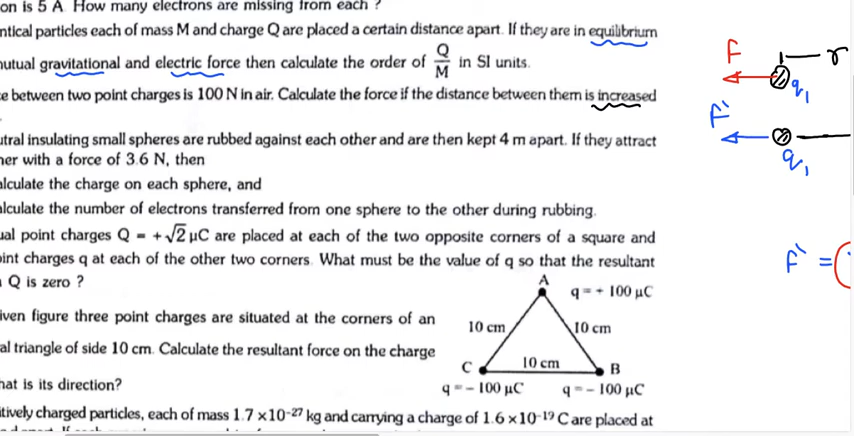 on is 5 A. How many electrons are missing from each ?
ntical particles each of mass M and charge Q are placed a certain distance apart. If they are in equilibrium
utual gravitational and electric force then calculate the order of Q/M in SI units.
e between two point charges is 100 N in air. Calculate the force if the distance between them is increased
utral insulating small spheres are rubbed against each other and are then kept 4 m apart. If they attract
her with a force of 3.6 N, then
alculate the charge on each sphere, and
alculate the number of electrons transferred from one sphere to the other during rubbing.
ual point charges Q = +√2 μC are placed at each of the two opposite corners of a square and
oint charges q at each of the other two corners. What must be the value of q so that the resultant
Q is zero ?
iven figure three point charges are situated at the corners of an
al triangle of side 10 cm. Calculate the resultant force on the charge
hat is its direction?
A
q = + 100 μC
10 cm
10 cm
C
10 cm
B
q = - 100 μC
q = - 100 μC
itively charged particles, each of mass 1.7 ×10⁻²⁷ kg and carrying a charge of 1.6 ×10⁻¹⁹ C are placed at
F
r
q₁
F'
q₁
F' =